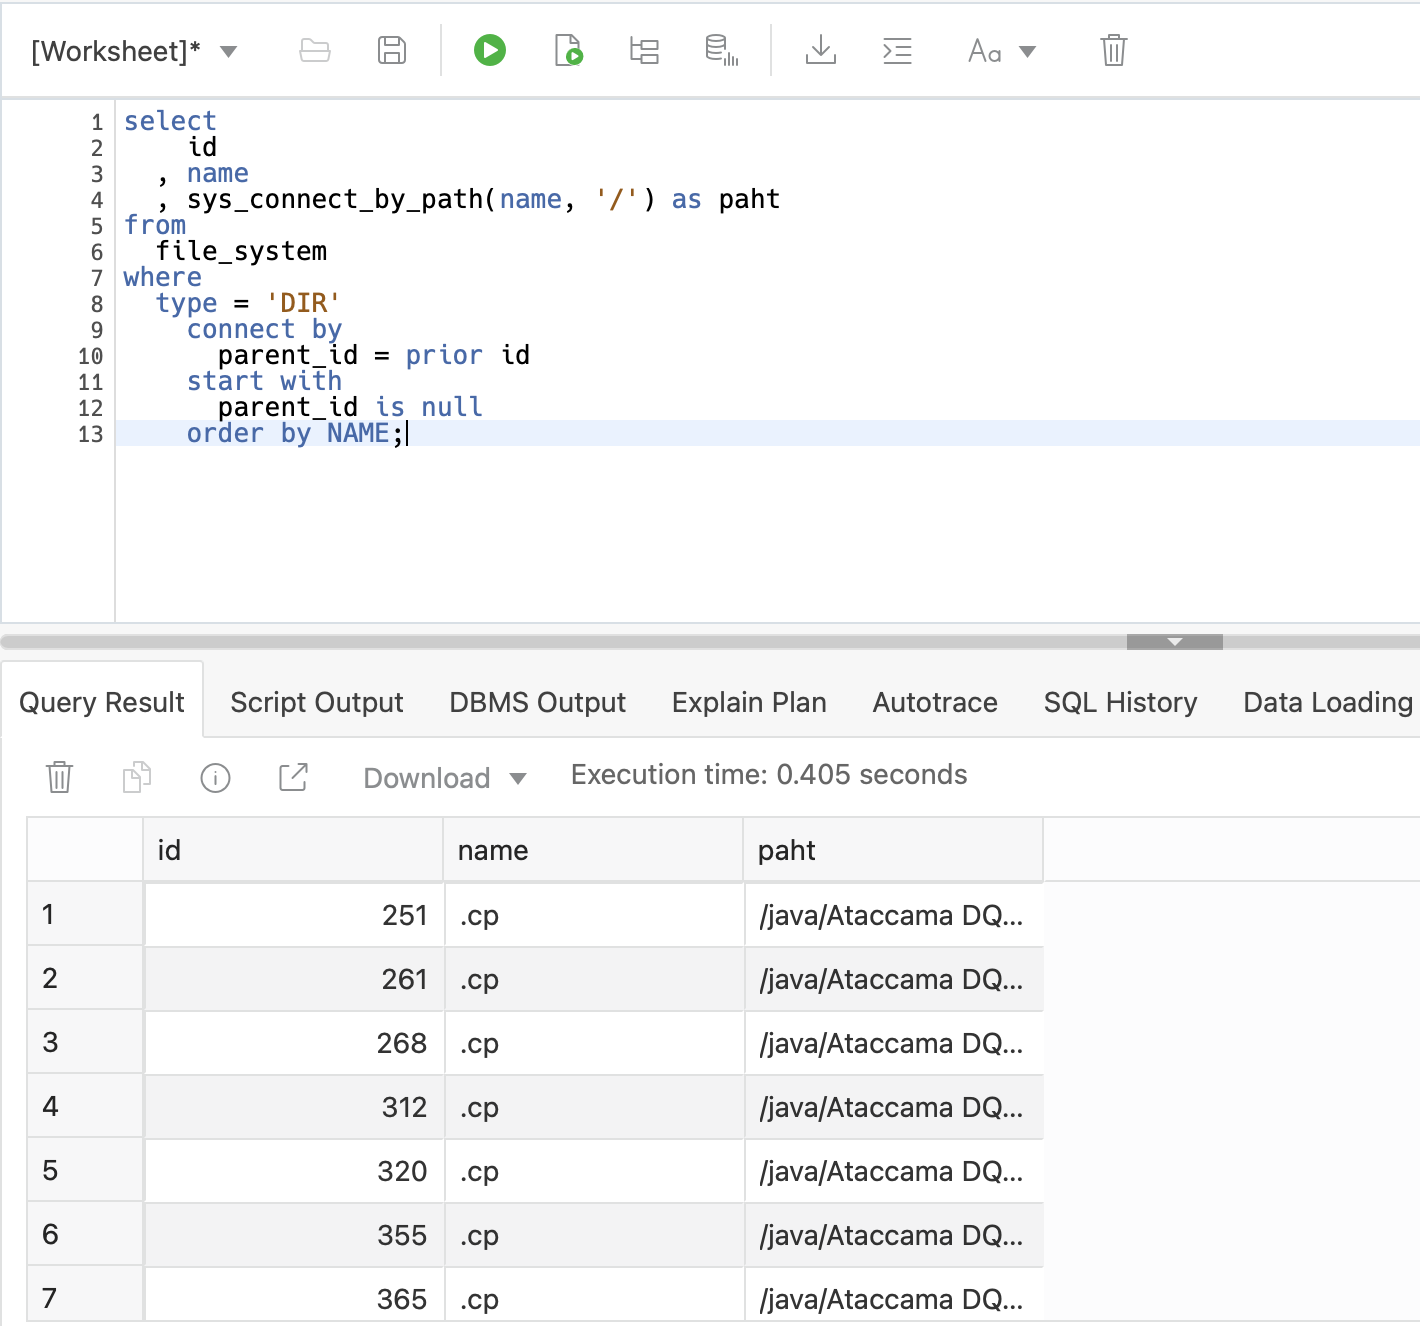 [Worksheet]* Aa
1 select
2     id
3   , name
4   , sys_connect_by_path(name, '/') as paht
5 from
6   file_system
7 where
8   type = 'DIR'
9     connect by
10       parent_id = prior id
11     start with
12       parent_id is null
13     order by NAME;
Query Result Script Output DBMS Output Explain Plan Autotrace SQL History Data Loading
Download Execution time: 0.405 seconds
id name paht
1 251 .cp /java/Ataccama DQ...
2 261 .cp /java/Ataccama DQ...
3 268 .cp /java/Ataccama DQ...
4 312 .cp /java/Ataccama DQ...
5 320 .cp /java/Ataccama DQ...
6 355 .cp /java/Ataccama DQ...
7 365 .cp /java/Ataccama DQ...